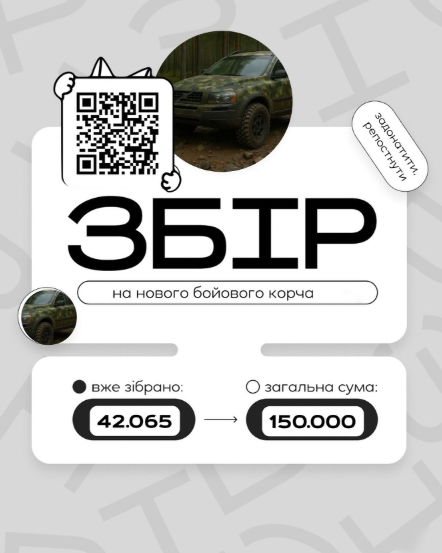 задонатити,
репостнути
ЗБІР
на нового бойового корча
вже зібрано:
загальна сума:
42.065
150.000